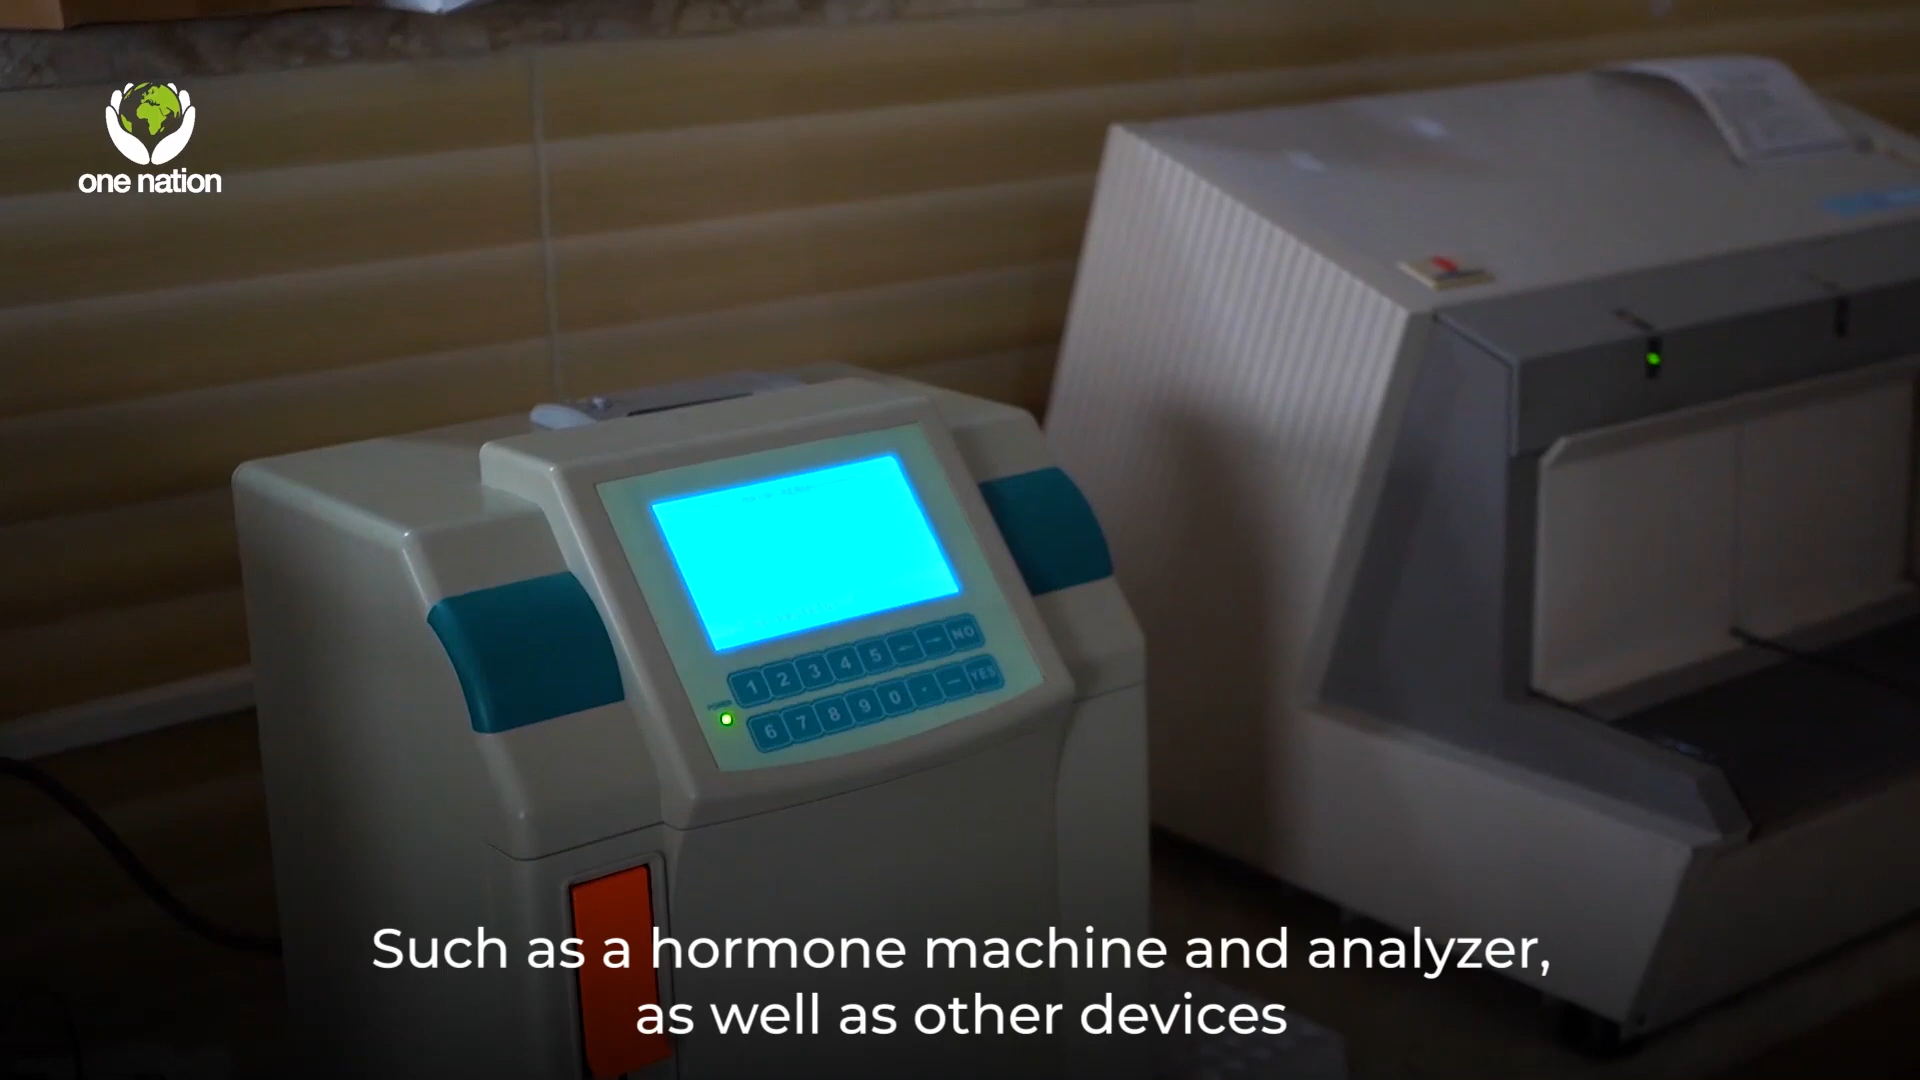 one nation
1 2 3 4 5 NO
POWER
6 7 8 9 0 . - YES
Such as a hormone machine and analyzer,
as well as other devices